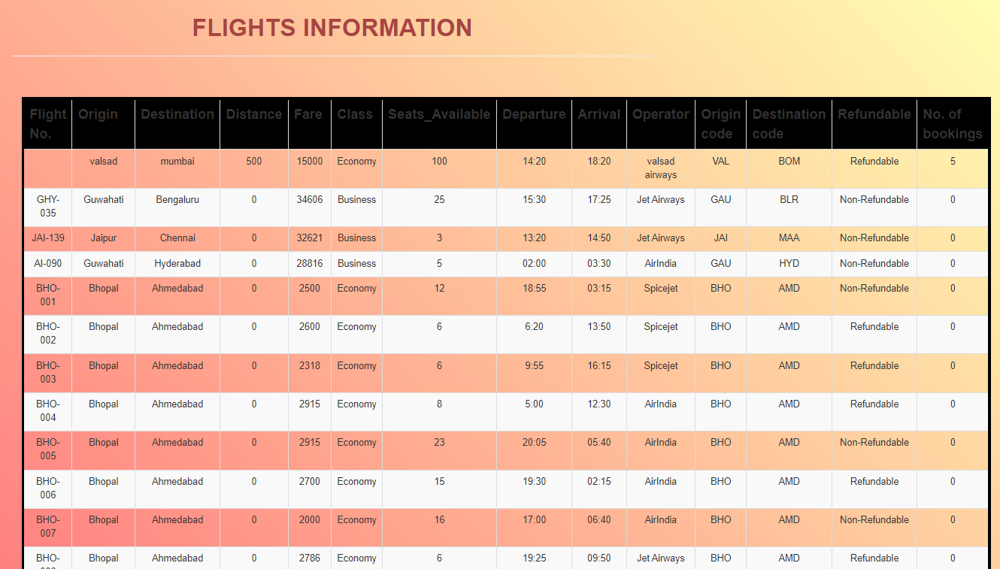 FLIGHTS INFORMATION
Flight No. Origin Destination Distance Fare Class Seats_Available Departure Arrival Operator Origin code Destination code Refundable No. of bookings
valsad mumbai 500 15000 Economy 100 14:20 18:20 valsad airways VAL BOM Refundable 5
GHY-035 Guwahati Bengaluru 0 34606 Business 25 15:30 17:25 Jet Airways GAU BLR Non-Refundable 0
JAI-139 Jaipur Chennai 0 32621 Business 3 13:20 14:50 Jet Airways JAI MAA Non-Refundable 0
AI-090 Guwahati Hyderabad 0 28816 Business 5 02:00 03:30 AirIndia GAU HYD Non-Refundable 0
BHO-001 Bhopal Ahmedabad 0 2500 Economy 12 18:55 03:15 Spicejet BHO AMD Non-Refundable 0
BHO-002 Bhopal Ahmedabad 0 2600 Economy 6 6:20 13:50 Spicejet BHO AMD Refundable 0
BHO-003 Bhopal Ahmedabad 0 2318 Economy 6 9:55 16:15 Spicejet BHO AMD Refundable 0
BHO-004 Bhopal Ahmedabad 0 2915 Economy 8 5:00 12:30 AirIndia BHO AMD Refundable 0
BHO-005 Bhopal Ahmedabad 0 2915 Economy 23 20:05 05:40 AirIndia BHO AMD Non-Refundable 0
BHO-006 Bhopal Ahmedabad 0 2700 Economy 15 19:30 02:15 AirIndia BHO AMD Refundable 0
BHO-007 Bhopal Ahmedabad 0 2000 Economy 16 17:00 06:40 AirIndia BHO AMD Non-Refundable 0
BHO- Bhopal Ahmedabad 0 2786 Economy 6 19:25 09:50 Jet Airways BHO AMD Refundable 0